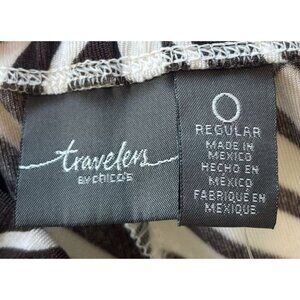 travelers
BY CHICO'S
0
REGULAR
MADE IN
MEXICO
HECHO EN
MÉXICO
FABRIQUÉ EN
MEXIQUE